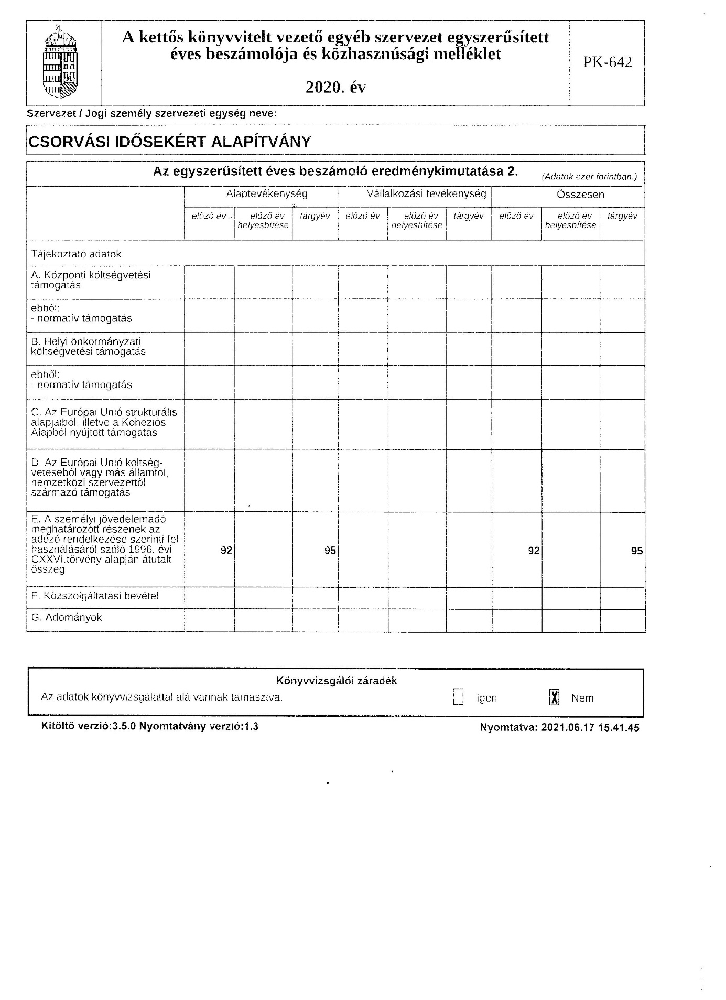 A kettős könyvvitelt vezető egyéb szervezet egyszerűsített
éves beszámolója és közhasznúsági melléklet
PK-642
2020. év
Szervezet / Jogi személy szervezeti egység neve:
CSORVÁSI IDŐSEKÉRT ALAPÍTVÁNY
Az egyszerűsített éves beszámoló eredménykimutatása 2.
(Adatok ezer forintban.)
Alaptevékenység Vállalkozási tevékenység Összesen
előző év előző év helyesbítése tárgyév előző év előző év helyesbítése tárgyév előző év előző év helyesbítése tárgyév
Tájékoztató adatok
A. Központi költségvetési
támogatás
ebből:
- normatív támogatás
B. Helyi önkormányzati
költségvetési támogatás
ebből:
- normatív támogatás
C. Az Európai Unió strukturális
alapjaiból, illetve a Kohéziós
Alapból nyújtott támogatás
D. Az Európai Unió költség-
vetéséből vagy más államtól,
nemzetközi szervezettől
származó támogatás
E. A személyi jövedelemadó
meghatározott részének az
adózó rendelkezése szerinti fel-
használásáról szóló 1996. évi 92 95 92 95
CXXVI.törvény alapján átutalt
összeg
F. Közszolgáltatási bevétel
G. Adományok
Könyvvizsgálói záradék
Az adatok könyvvizsgálattal alá vannak támasztva. Igen X Nem
Kitöltő verzió:3.5.0 Nyomtatvány verzió:1.3 Nyomtatva: 2021.06.17 15.41.45